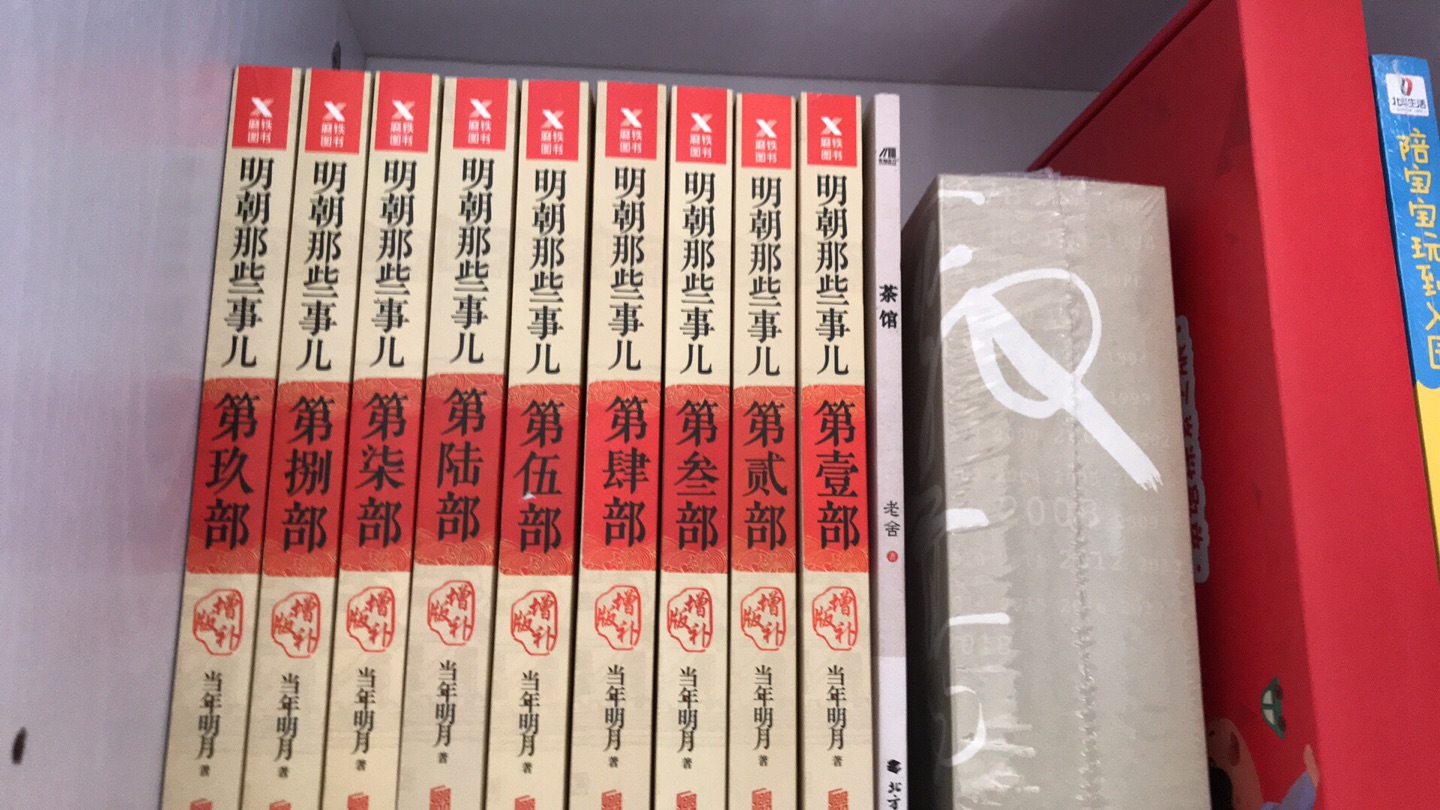 磨铁图书
明朝那些事儿
第玖部
增补版
当年明月 著
磨铁图书
明朝那些事儿
第捌部
增补版
当年明月 著
磨铁图书
明朝那些事儿
第柒部
增补版
当年明月 著
磨铁图书
明朝那些事儿
第陆部
增补版
当年明月 著
磨铁图书
明朝那些事儿
第伍部
增补版
当年明月 著
磨铁图书
明朝那些事儿
第肆部
增补版
当年明月 著
磨铁图书
明朝那些事儿
第叁部
增补版
当年明月 著
磨铁图书
明朝那些事儿
第贰部
增补版
当年明月 著
磨铁图书
明朝那些事儿
第壹部
增补版
当年明月 著
茶馆
老舍 著
2008
2012
北斗生活
陪宝宝玩到入园